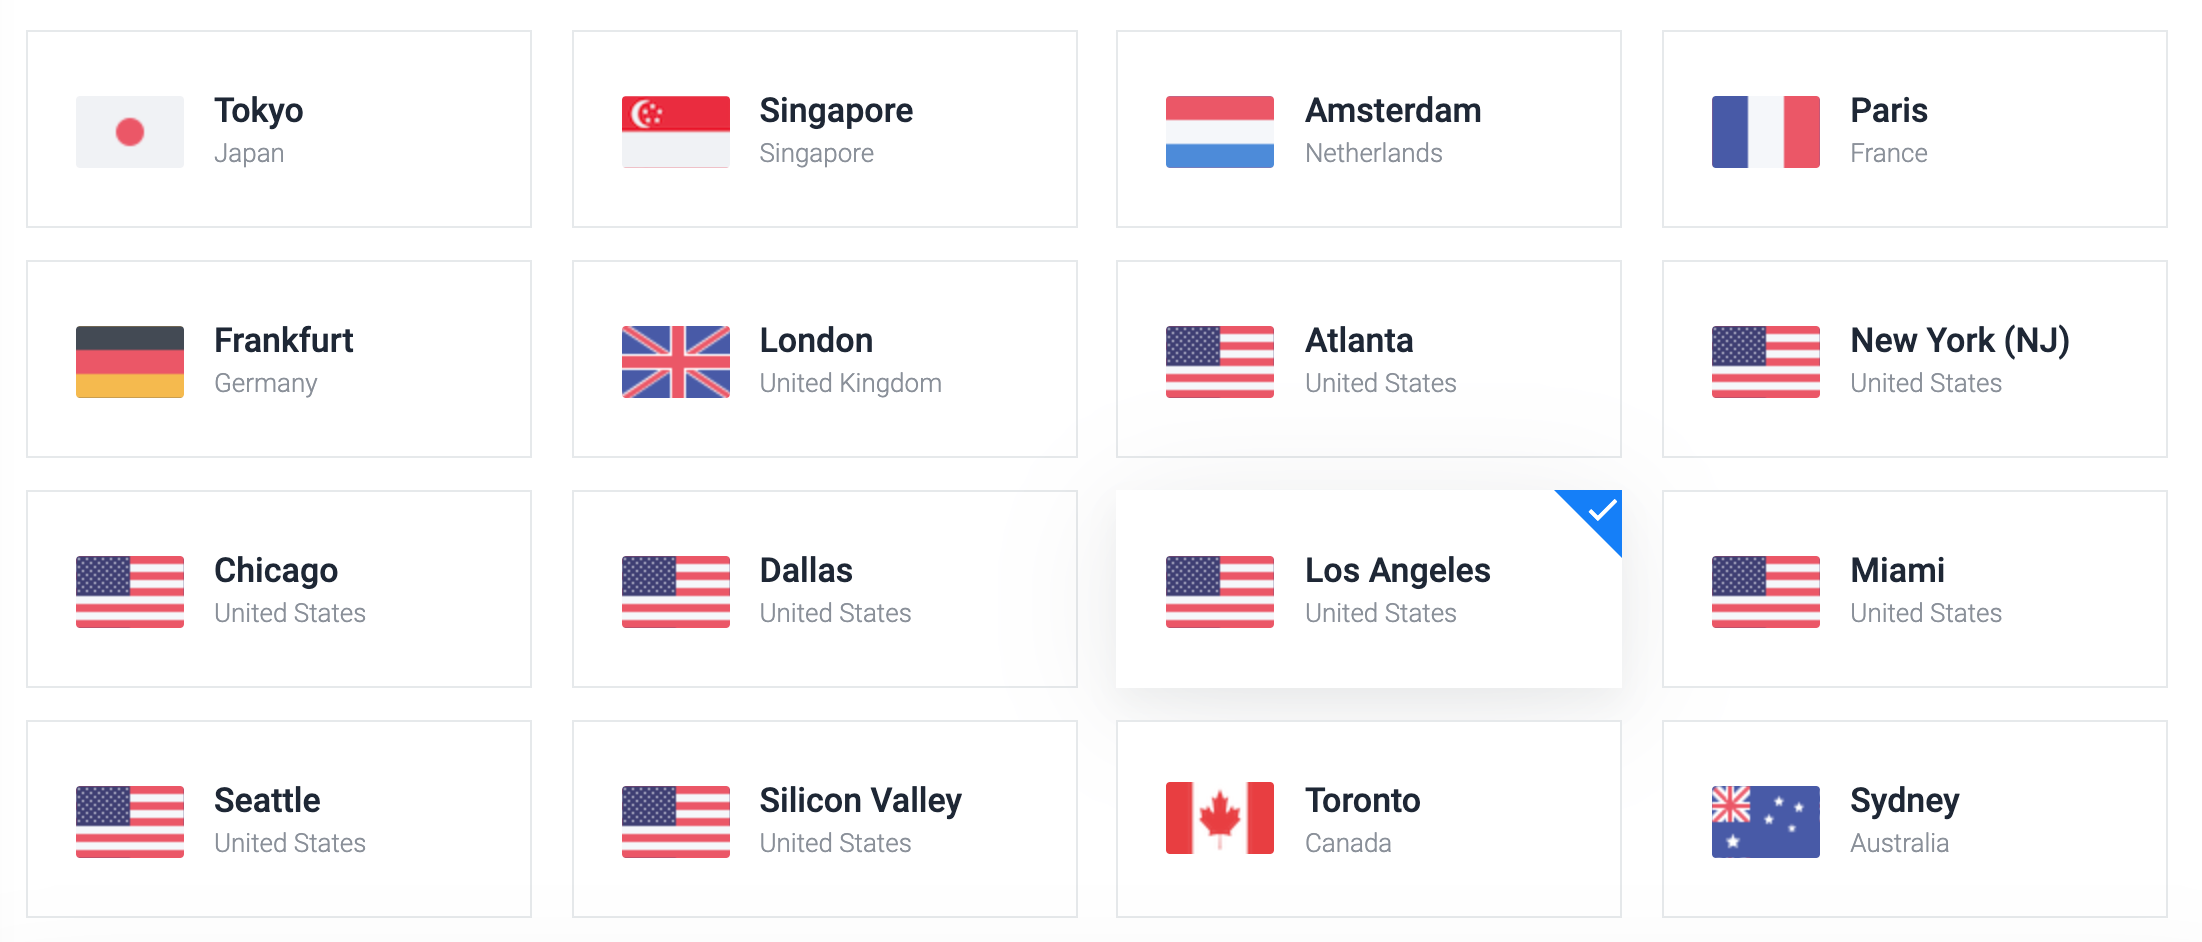 Tokyo
Japan
Singapore
Singapore
Amsterdam
Netherlands
Paris
France
Frankfurt
Germany
London
United Kingdom
Atlanta
United States
New York (NJ)
United States
Chicago
United States
Dallas
United States
Los Angeles
United States
Miami
United States
Seattle
United States
Silicon Valley
United States
Toronto
Canada
Sydney
Australia